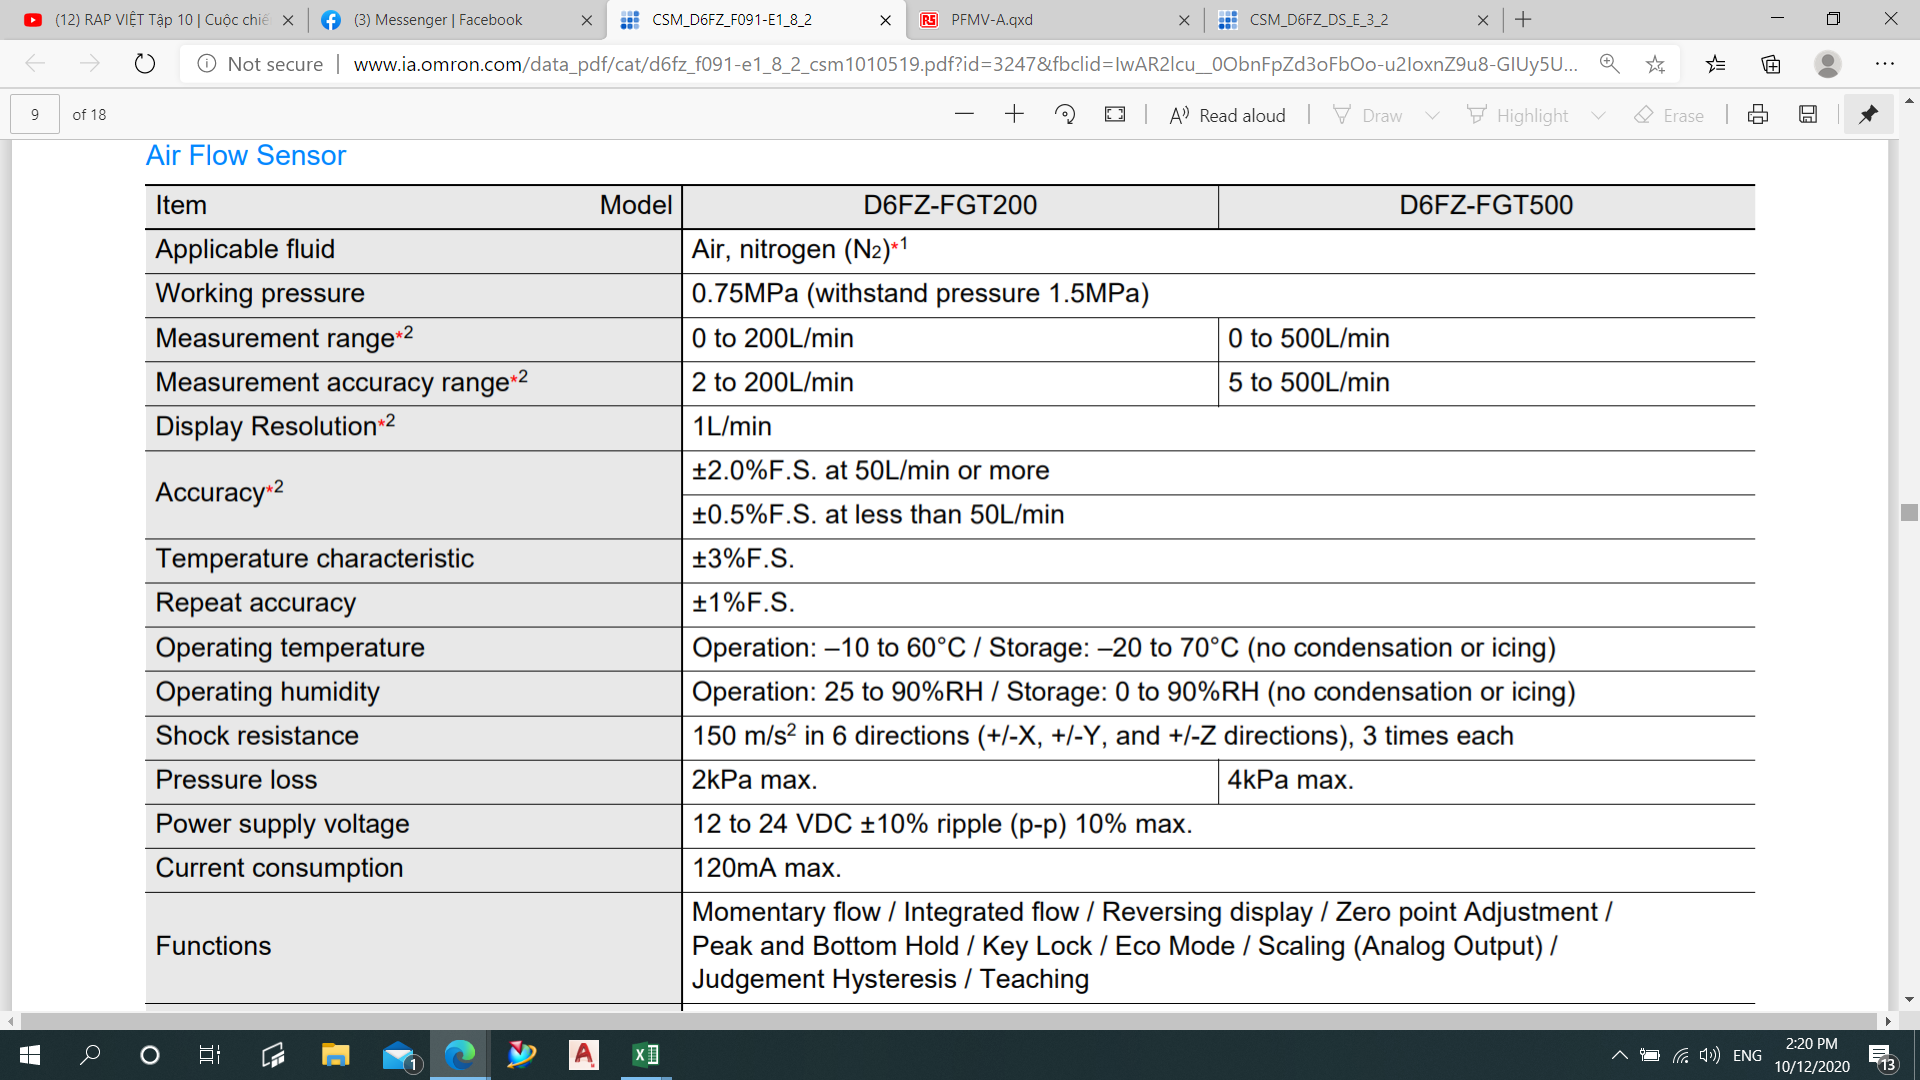 (12) RAP VIỆT Tập 10 | Cuộc chiế
(3) Messenger | Facebook
CSM_D6FZ_F091-E1_8_2
PFMV-A.qxd
CSM_D6FZ_DS_E_3_2
Not secure | www.ia.omron.com/data_pdf/cat/d6fz_f091-e1_8_2_csm1010519.pdf?id=3247&fbclid=
9 of 18
Read aloud
Draw
Highlight
Erase
Air Flow Sensor
Item Model D6FZ-FGT200 D6FZ-FGT500
Applicable fluid Air, nitrogen (N2)*1
Working pressure 0.75MPa (withstand pressure 1.5MPa)
Measurement range*2 0 to 200L/min 0 to 500L/min
Measurement accuracy range*2 2 to 200L/min 5 to 500L/min
Display Resolution*2 1L/min
Accuracy*2 ±2.0%F.S. at 50L/min or more
±0.5%F.S. at less than 50L/min
Temperature characteristic ±3%F.S.
Repeat accuracy ±1%F.S.
Operating temperature Operation: –10 to 60°C / Storage: –20 to 70°C (no condensation or icing)
Operating humidity Operation: 25 to 90%RH / Storage: 0 to 90%RH (no condensation or icing)
Shock resistance 150 m/s² in 6 directions (+/-X, +/-Y, and +/-Z directions), 3 times each
Pressure loss 2kPa max. 4kPa max.
Power supply voltage 12 to 24 VDC ±10% ripple (p-p) 10% max.
Current consumption 120mA max.
Functions Momentary flow / Integrated flow / Reversing display / Zero point Adjustment /
Peak and Bottom Hold / Key Lock / Eco Mode / Scaling (Analog Output) /
Judgement Hysteresis / Teaching
1
ENG
2:20 PM
10/12/2020
13